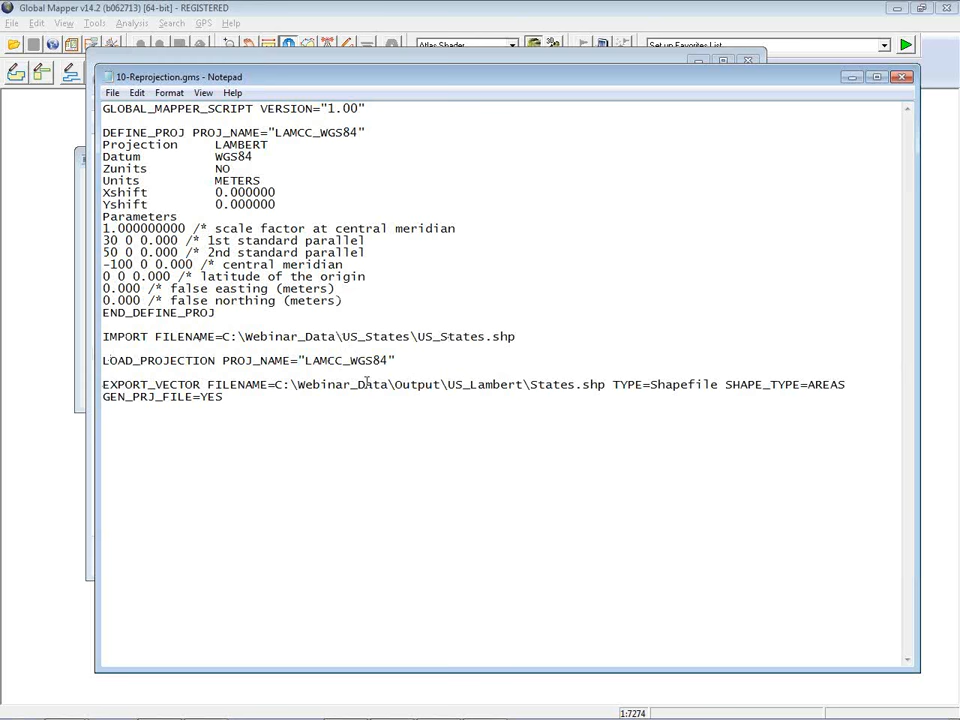 Global Mapper v14.2 (b062713) [64-bit] - REGISTERED
File Edit View Tools Analysis Search GPS Help
Atlas Shader
Set up Favorites List...
10-Reprojection.gms - Notepad
File Edit Format View Help
GLOBAL_MAPPER_SCRIPT VERSION="1.00"
DEFINE_PROJ PROJ_NAME="LAMCC_WGS84"
Projection LAMBERT
Datum WGS84
Zunits NO
Units METERS
Xshift 0.000000
Yshift 0.000000
Parameters
1.000000000 /* scale factor at central meridian
30 0 0.000 /* 1st standard parallel
50 0 0.000 /* 2nd standard parallel
-100 0 0.000 /* central meridian
0 0 0.000 /* latitude of the origin
0.000 /* false easting (meters)
0.000 /* false northing (meters)
END_DEFINE_PROJ
IMPORT FILENAME=C:\Webinar_Data\US_States\US_States.shp
LOAD_PROJECTION PROJ_NAME="LAMCC_WGS84"
EXPORT_VECTOR FILENAME=C:\Webinar_Data\Output\US_Lambert\States.shp TYPE=Shapefile SHAPE_TYPE=AREAS
GEN_PRJ_FILE=YES
1:7274